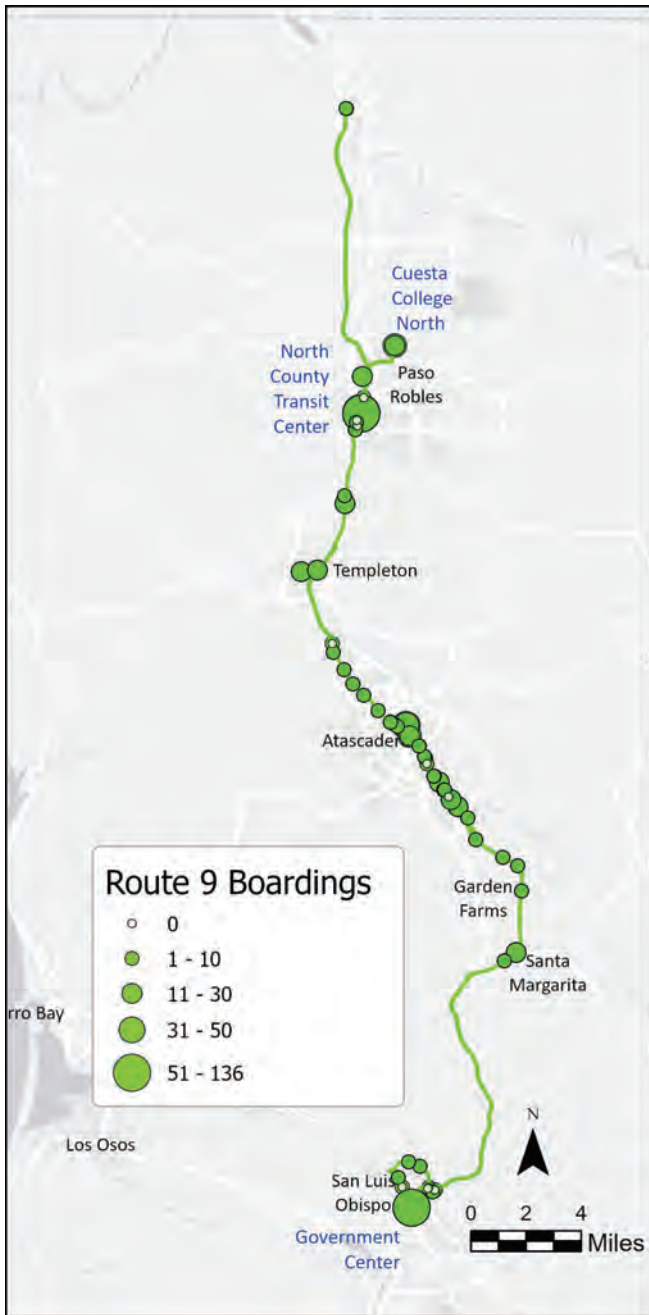 Cuesta
College
North
North
County
Transit
Center
Paso
Robles
Templeton
Atascader
Route 9 Boardings
0
1 - 10
11 - 30
31 - 50
51 - 136
Garden
Farms
Santa
Margarita
rro Bay
Los Osos
N
San Luis
Obispo
Government
Center
0 2 4
Miles